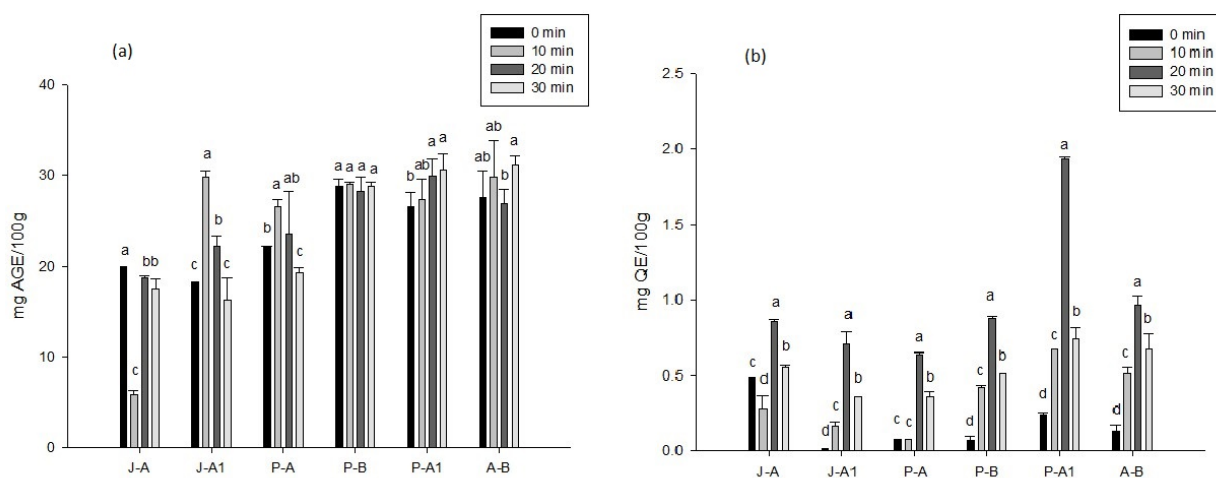 (a)
0 min
10 min
20 min
30 min
mg AGE/100g
40
30
20
10
0
a
c
bb
c
a
b
c
b
a
ab
c
a
a
a
a
b
ab
a
a
ab
ab
b
a
J-A
J-A1
P-A
P-B
P-A1
A-B
(b)
0 min
10 min
20 min
30 min
mg QE/100g
2.5
2.0
1.5
1.0
0.5
0.0
c
d
a
b
d
c
a
b
c
c
a
b
d
c
a
b
d
c
a
b
d
c
a
b
J-A
J-A1
P-A
P-B
P-A1
A-B